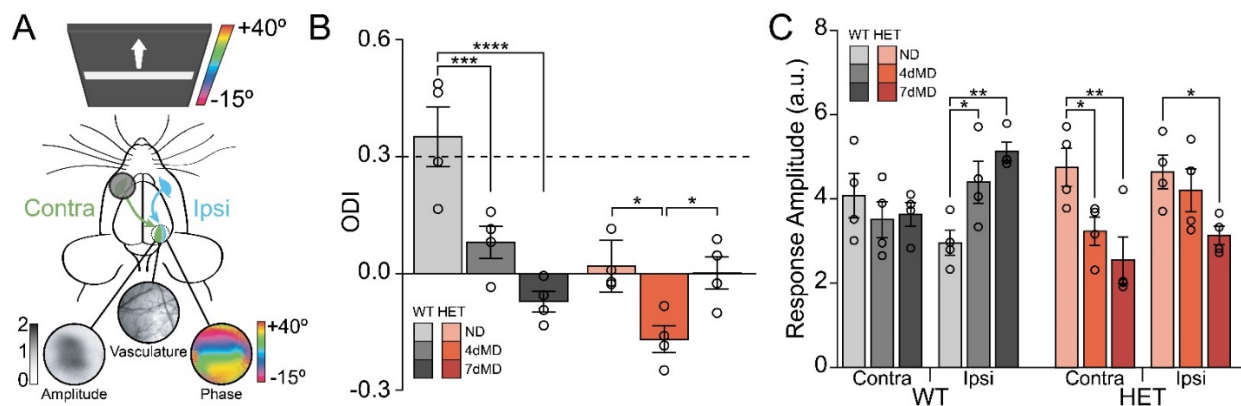 A
+40º
-15º
Contra
Ipsi
2
1
0
Amplitude
Vasculature
Phase
+40º
-15º
B
ODI
0.6
0.3
0.0
-0.3
****
***
*
*
WT HET
ND
4dMD
7dMD
C
Response Amplitude (a.u.)
8
6
4
2
0
WT HET
ND
4dMD
7dMD
**
*
**
*
*
Contra
Ipsi
Contra
Ipsi
WT
HET